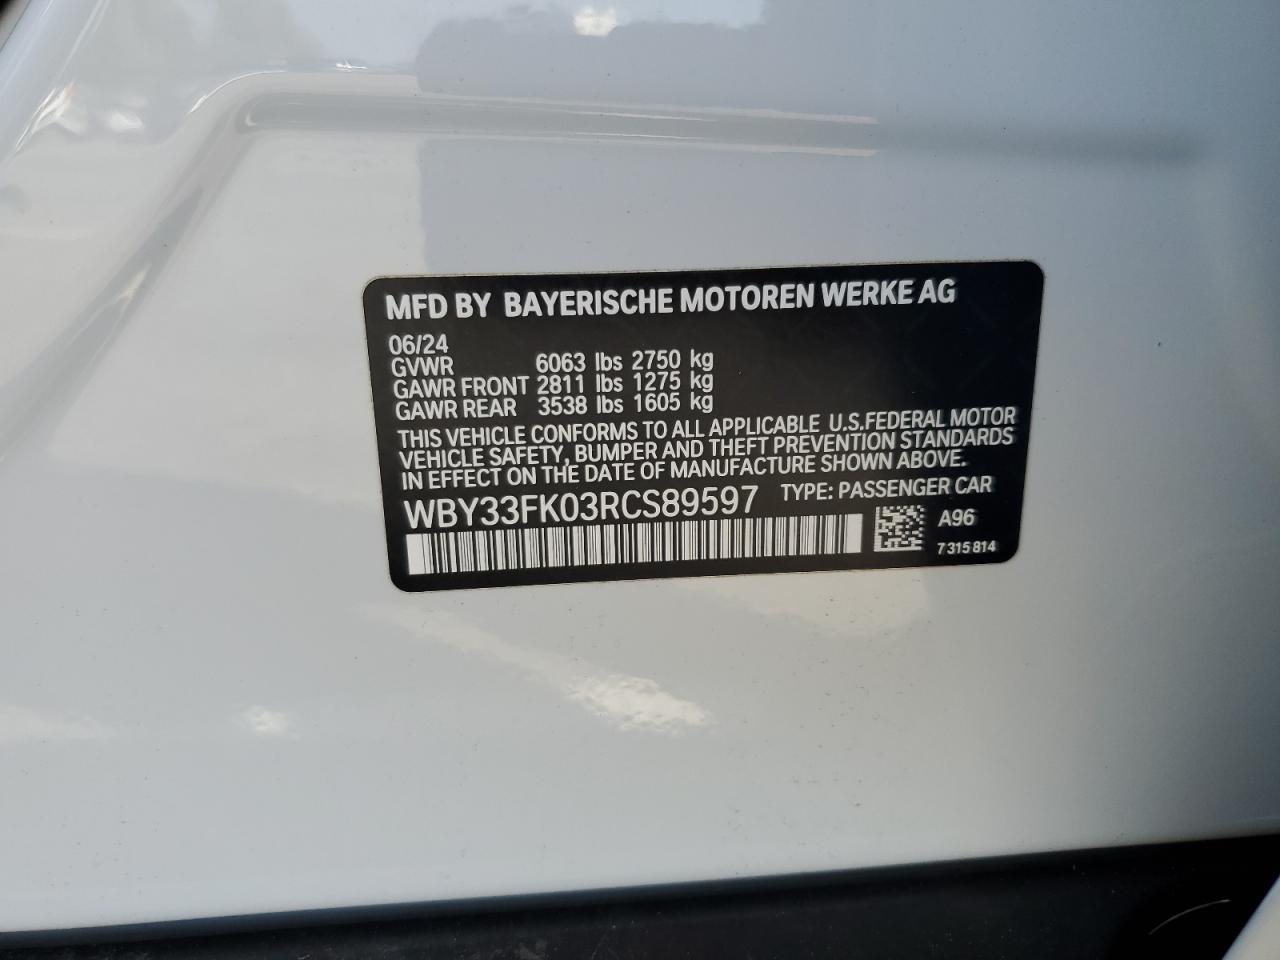 MFD BY BAYERISCHE MOTOREN WERKE AG
06/24
GVWR 6063 lbs 2750 kg
GAWR FRONT 2811 lbs 1275 kg
GAWR REAR 3538 lbs 1605 kg
THIS VEHICLE CONFORMS TO ALL APPLICABLE U.S.FEDERAL MOTOR
VEHICLE SAFETY, BUMPER AND THEFT PREVENTION STANDARDS
IN EFFECT ON THE DATE OF MANUFACTURE SHOWN ABOVE.
WBY33FK03RCS89597 TYPE: PASSENGER CAR
A96
7 315 814